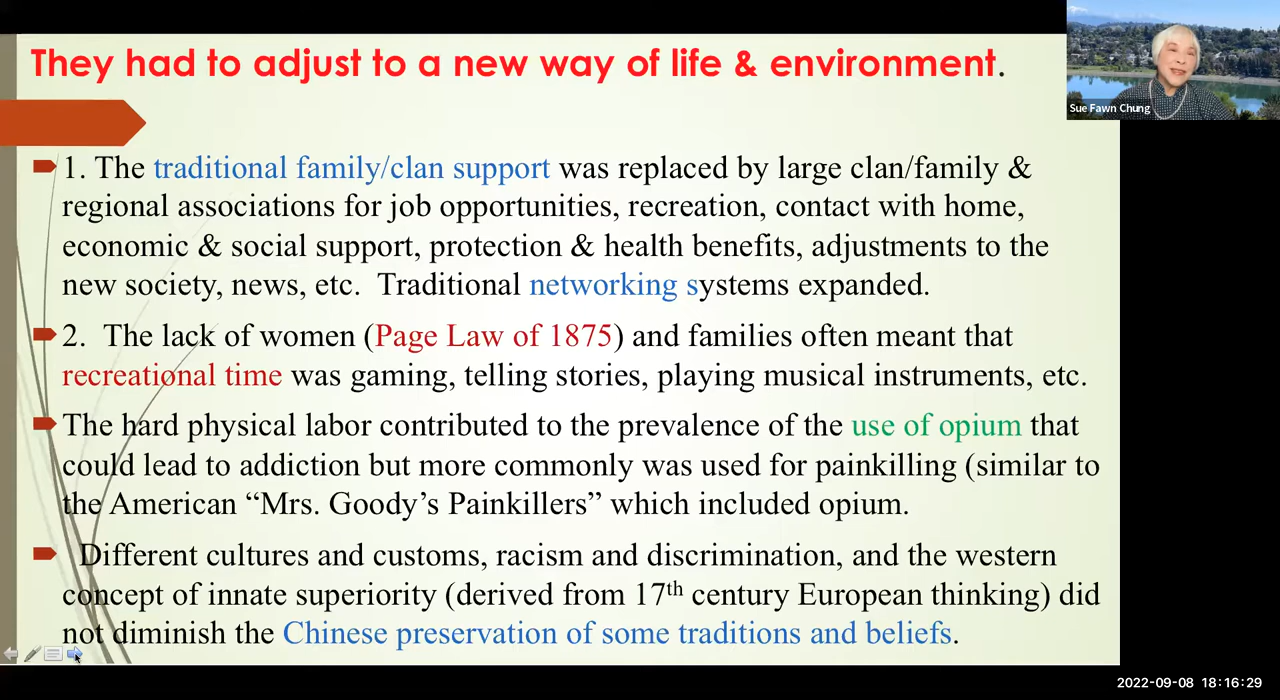 They had to adjust to a new way of life & environment.
Sue Fawn Chung
1. The traditional family/clan support was replaced by large clan/family &
regional associations for job opportunities, recreation, contact with home,
economic & social support, protection & health benefits, adjustments to the
new society, news, etc. Traditional networking systems expanded.
2. The lack of women (Page Law of 1875) and families often meant that
recreational time was gaming, telling stories, playing musical instruments, etc.
The hard physical labor contributed to the prevalence of the use of opium that
could lead to addiction but more commonly was used for painkilling (similar to
the American “Mrs. Goody’s Painkillers” which included opium.
Different cultures and customs, racism and discrimination, and the western
concept of innate superiority (derived from 17th century European thinking) did
not diminish the Chinese preservation of some traditions and beliefs.
2022-09-08 18:16:29